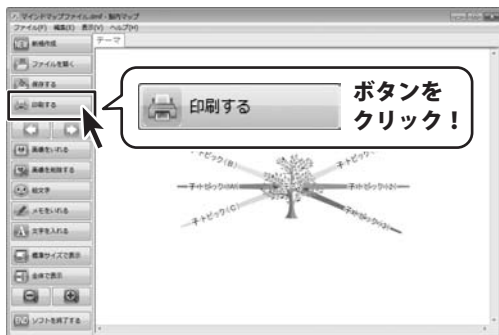 マインドマップファイル.dmf - 脳内マップ
ファイル(F) 編集(E) 表示(V) ヘルプ(H)
新規作成
テーマ
ファイルを開く
保存する
印刷する
印刷する
ボタンを
クリック！
画像をいれる
画像を削除する
絵文字
メモをいれる
文字を入れる
標準サイズで表示
全体で表示
ソフトを終了する
子トピック(B)
子トピック(A)
子トピック(C)